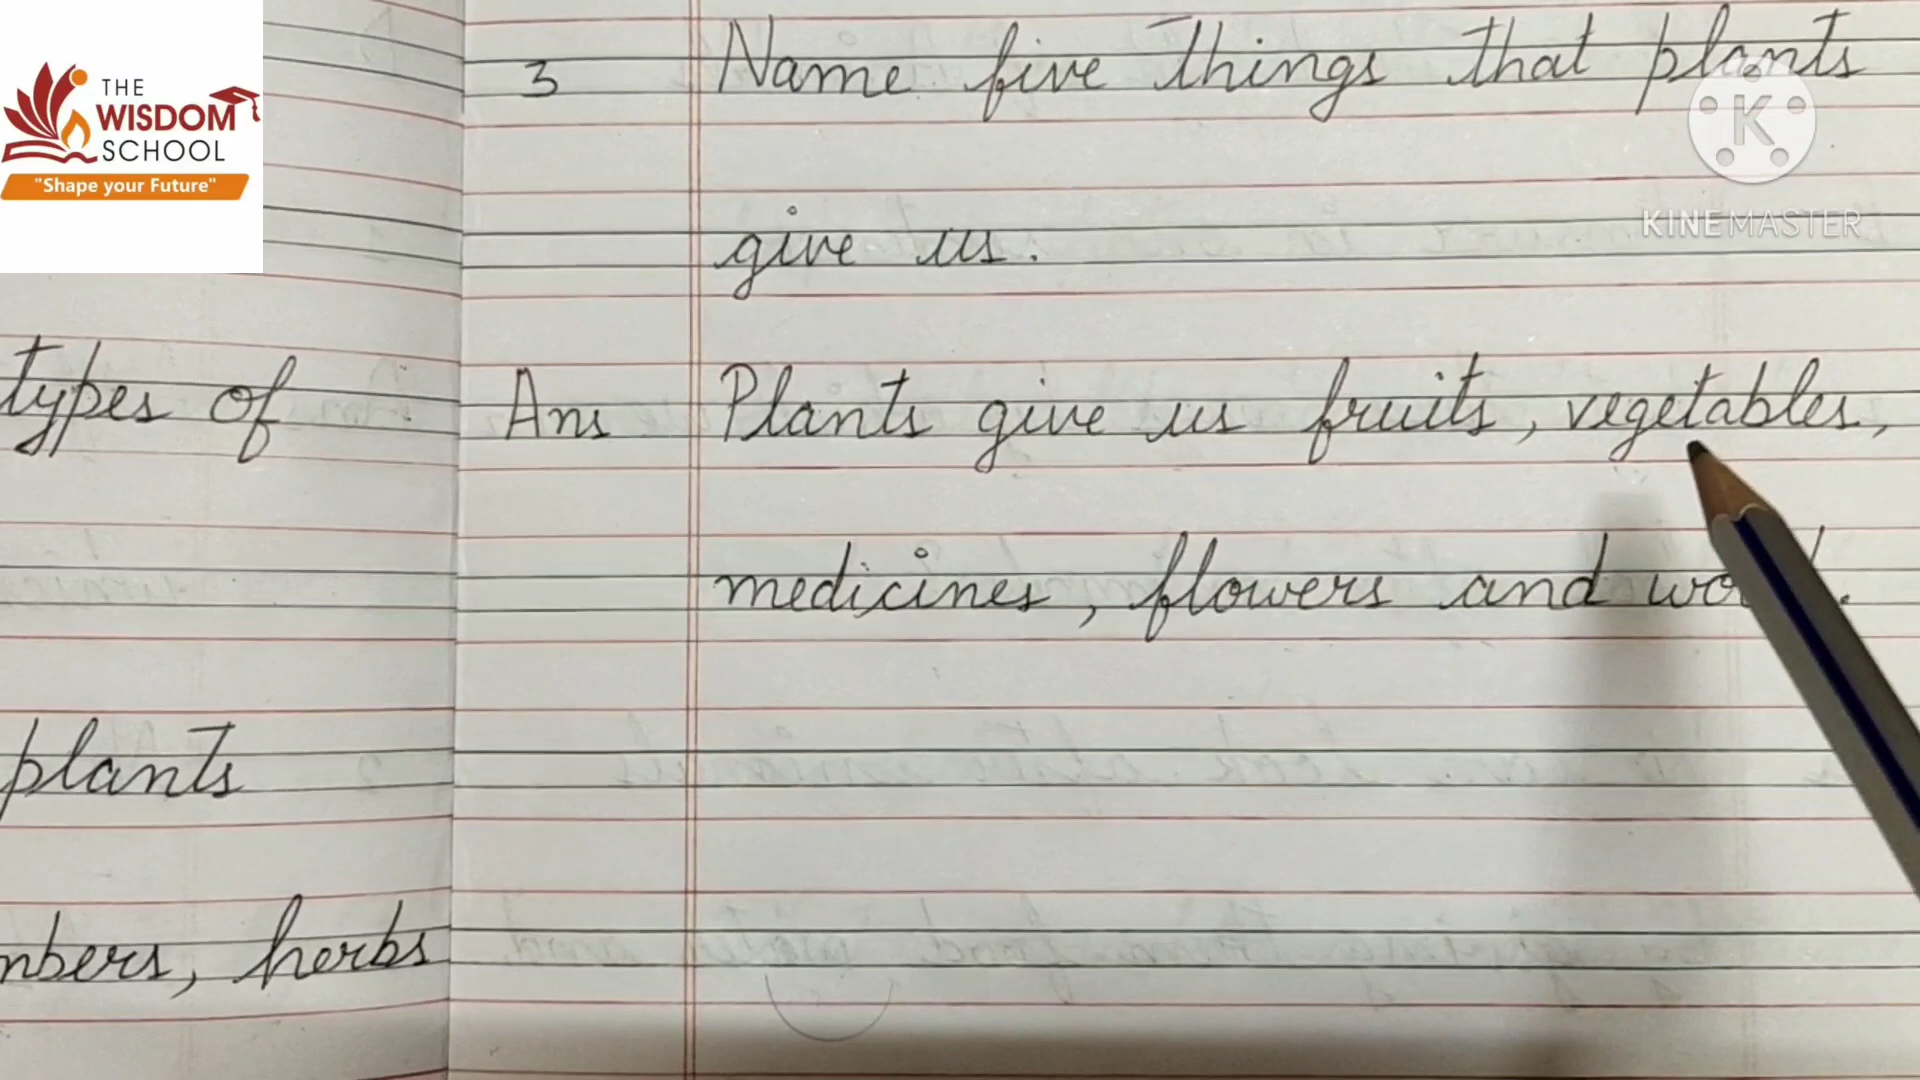 THE
WISDOM
SCHOOL
"Shape your Future"
K
KINEMASTER
types of
plants
mbers, herbs
3 Name five things that plants
give us.
Ans Plants give us fruits, vegetables,
medicines, flowers and